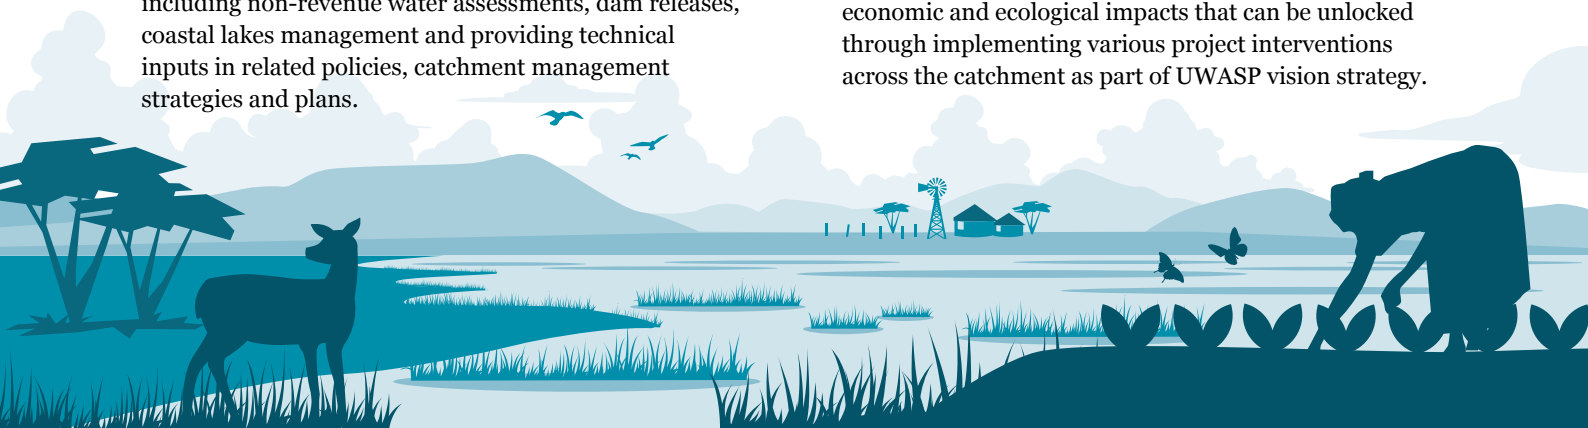 including non-revenue water assessments, dam releases,
coastal lakes management and providing technical
inputs in related policies, catchment management
strategies and plans.
economic and ecological impacts that can be unlocked
through implementing various project interventions
across the catchment as part of UWASP vision strategy.